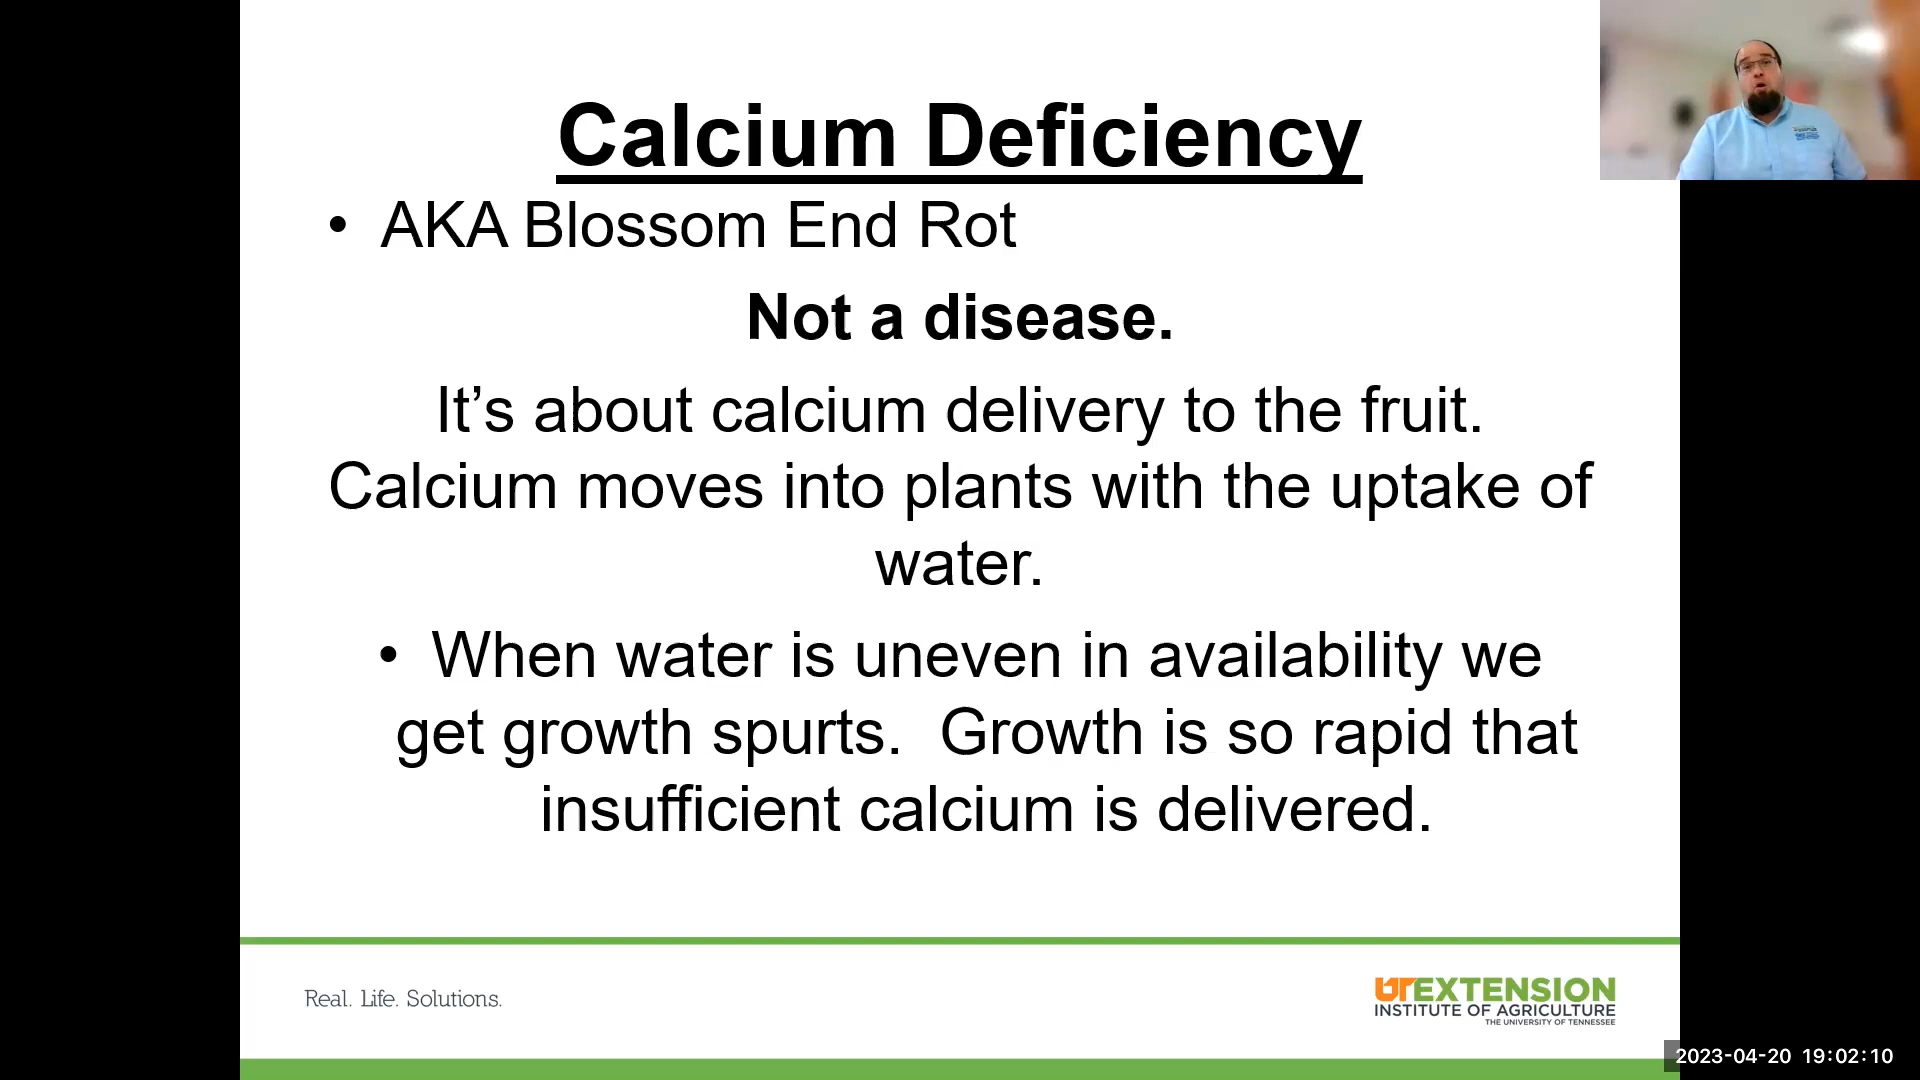 Calcium Deficiency
• AKA Blossom End Rot
Not a disease.
It’s about calcium delivery to the fruit.
Calcium moves into plants with the uptake of
water.
• When water is uneven in availability we
get growth spurts.  Growth is so rapid that
insufficient calcium is delivered.
Real. Life. Solutions.
UTEXTENSION
INSTITUTE OF AGRICULTURE
THE UNIVERSITY OF TENNESSEE
2023-04-20 19:02:10